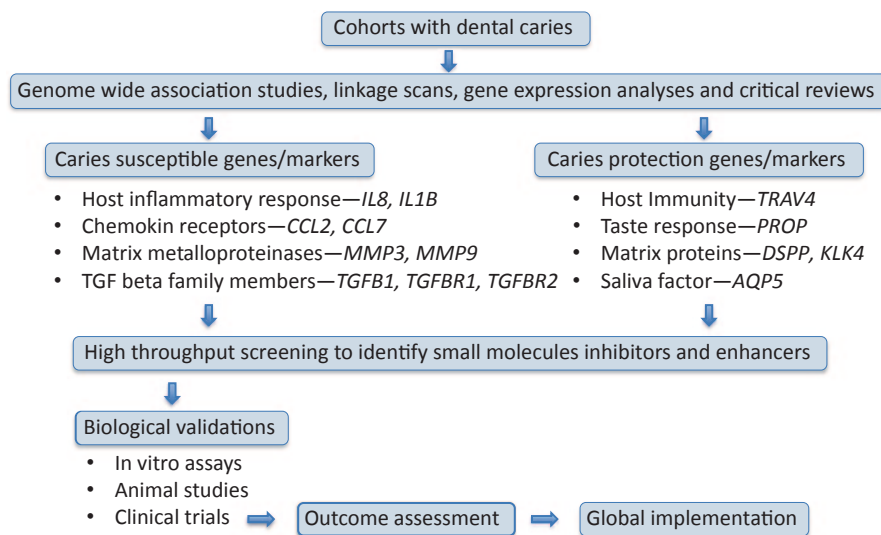 Cohorts with dental caries
Genome wide association studies, linkage scans, gene expression analyses and critical reviews
Caries susceptible genes/markers
• Host inflammatory response—IL8, IL1B
• Chemokin receptors—CCL2, CCL7
• Matrix metalloproteinases—MMP3, MMP9
• TGF beta family members—TGFB1, TGFBR1, TGFBR2
Caries protection genes/markers
• Host Immunity—TRAV4
• Taste response—PROP
• Matrix proteins—DSPP, KLK4
• Saliva factor—AQP5
High throughput screening to identify small molecules inhibitors and enhancers
Biological validations
• In vitro assays
• Animal studies
• Clinical trials
Outcome assessment
Global implementation